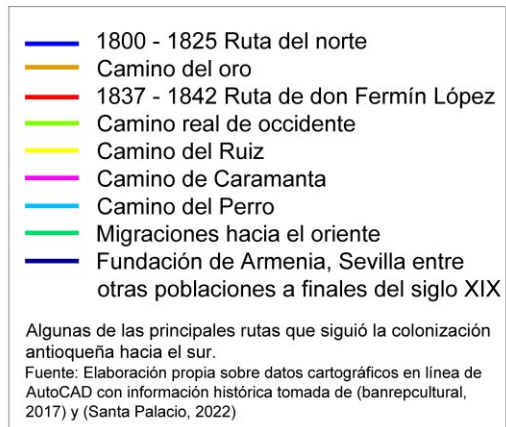 1800 - 1825 Ruta del norte
Camino del oro
1837 - 1842 Ruta de don Fermín López
Camino real de occidente
Camino del Ruiz
Camino de Caramanta
Camino del Perro
Migraciones hacia el oriente
Fundación de Armenia, Sevilla entre
otras poblaciones a finales del siglo XIX
Algunas de las principales rutas que siguió la colonización
antioqueña hacia el sur.
Fuente: Elaboración propia sobre datos cartográficos en línea de
AutoCAD con información histórica tomada de (banrepcultural,
2017) y (Santa Palacio, 2022)